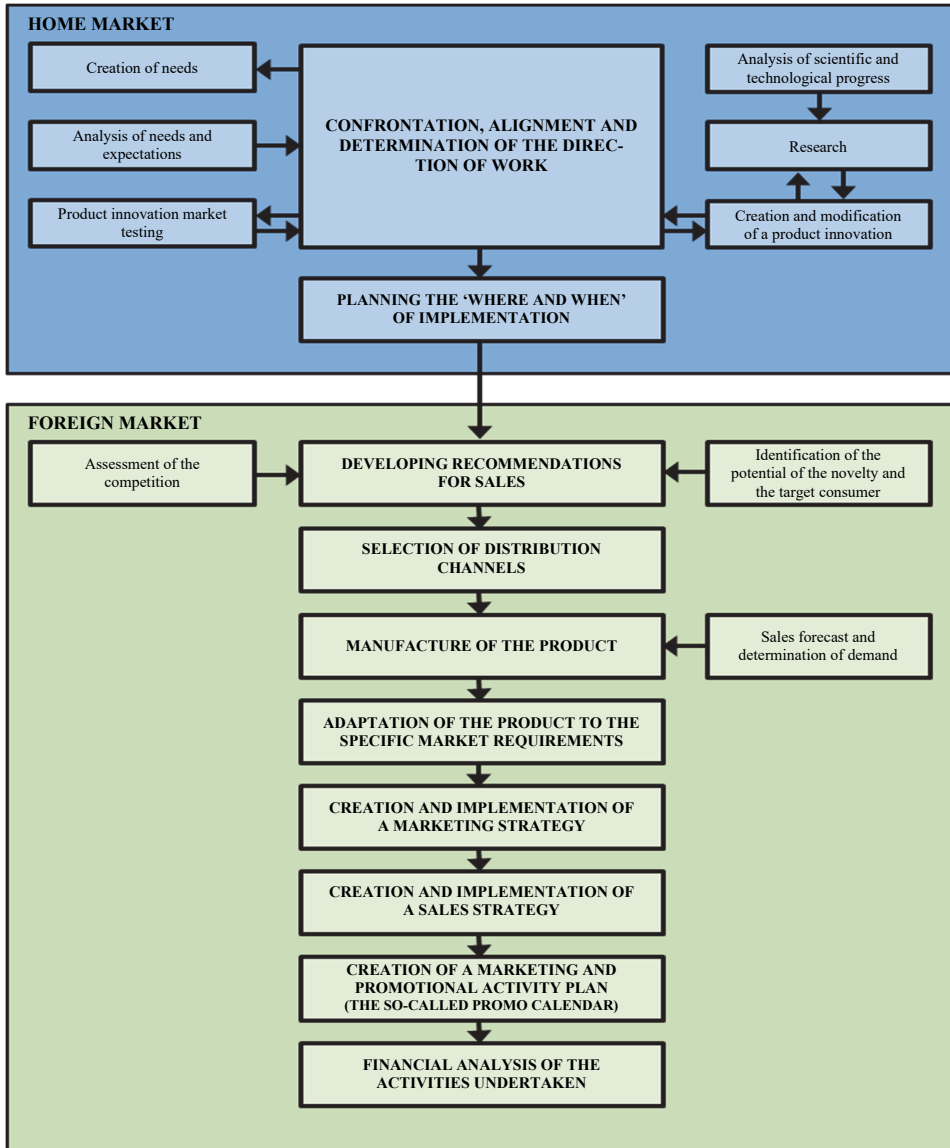 HOME MARKET
Creation of needs
Analysis of needs and
expectations
Product innovation market
testing
CONFRONTATION, ALIGNMENT AND
DETERMINATION OF THE DIREC-
TION OF WORK
Analysis of scientific and
technological progress
Research
Creation and modification
of a product innovation
PLANNING THE ‘WHERE AND WHEN’
OF IMPLEMENTATION
FOREIGN MARKET
Assessment of the
competition
DEVELOPING RECOMMENDATIONS
FOR SALES
Identification of the
potential of the novelty and
the target consumer
SELECTION OF DISTRIBUTION
CHANNELS
MANUFACTURE OF THE PRODUCT
Sales forecast and
determination of demand
ADAPTATION OF THE PRODUCT TO THE
SPECIFIC MARKET REQUIREMENTS
CREATION AND IMPLEMENTATION OF
A MARKETING STRATEGY
CREATION AND IMPLEMENTATION OF
A SALES STRATEGY
CREATION OF A MARKETING AND
PROMOTIONAL ACTIVITY PLAN
(THE SO-CALLED PROMO CALENDAR)
FINANCIAL ANALYSIS OF THE
ACTIVITIES UNDERTAKEN